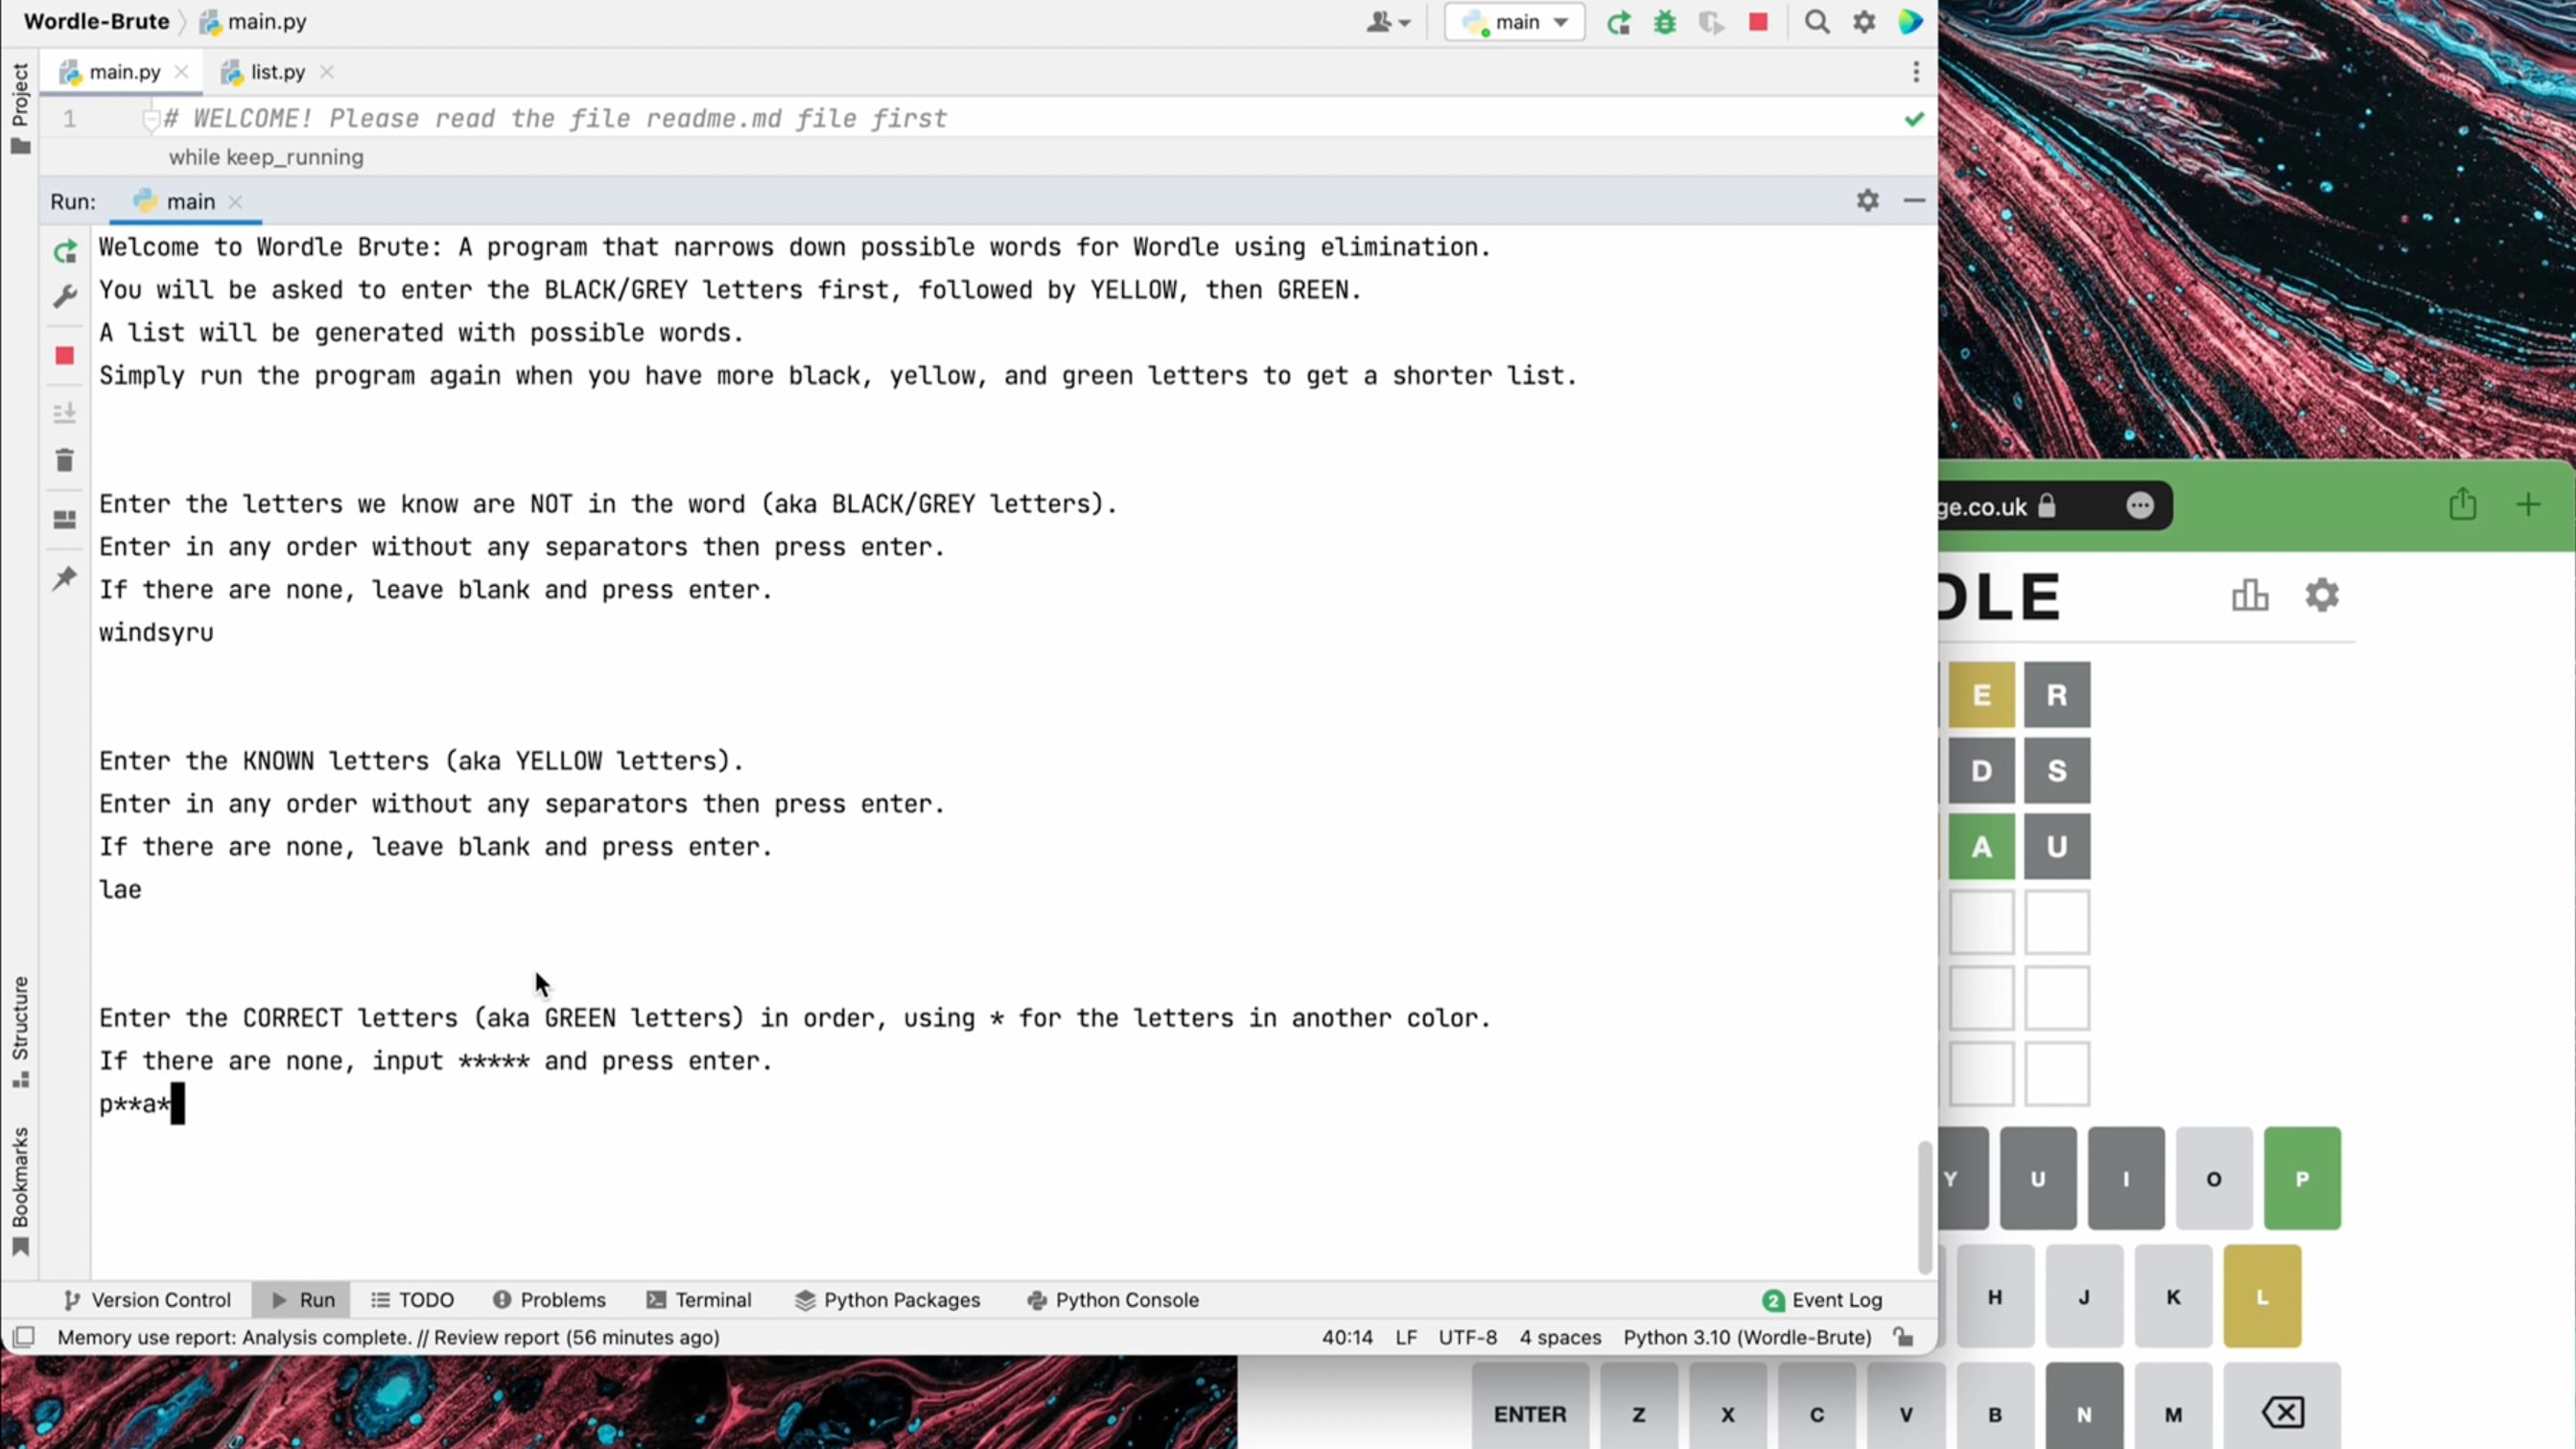 Wordle-Brute main.py
main
main.py list.py
Project
1 # WELCOME! Please read the file readme.md file first
while keep_running
Run: main
Welcome to Wordle Brute: A program that narrows down possible words for Wordle using elimination.
You will be asked to enter the BLACK/GREY letters first, followed by YELLOW, then GREEN.
A list will be generated with possible words.
Simply run the program again when you have more black, yellow, and green letters to get a shorter list.
Enter the letters we know are NOT in the word (aka BLACK/GREY letters).
Enter in any order without any separators then press enter.
If there are none, leave blank and press enter.
windsyru
Enter the KNOWN letters (aka YELLOW letters).
Enter in any order without any separators then press enter.
If there are none, leave blank and press enter.
lae
Enter the CORRECT letters (aka GREEN letters) in order, using * for the letters in another color.
If there are none, input ***** and press enter.
p**a*
Structure
Bookmarks
Version Control Run TODO Problems Terminal Python Packages Python Console 2 Event Log
Memory use report: Analysis complete. // Review report (56 minutes ago) 40:14 LF UTF-8 4 spaces Python 3.10 (Wordle-Brute)
ge.co.uk
DLE
E R
D S
A U
Y U I O P
H J K L
ENTER Z X C V B N M